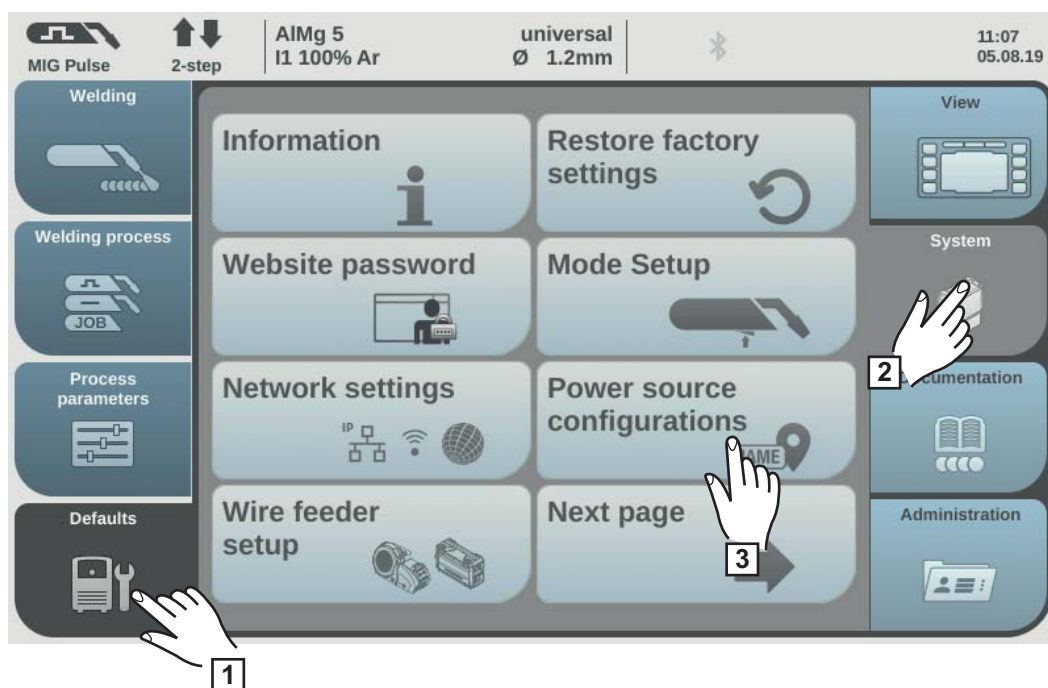 MIG Pulse
2-step
AlMg 5
I1 100% Ar
universal
Ø 1.2mm
11:07
05.08.19
Welding
Welding process
JOB
Process
parameters
Defaults
Information
Restore factory
settings
Website password
Mode Setup
Network settings
IP
Power source
configurations
Wire feeder
setup
Next page
View
System
Documentation
Administration
1
2
3